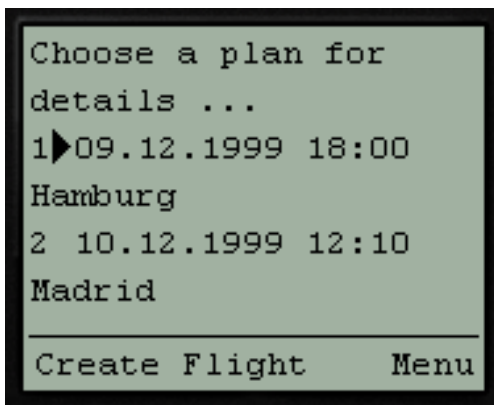 Choose a plan for
details ...
1▶09.12.1999 18:00
Hamburg
2 10.12.1999 12:10
Madrid
Create Flight Menu